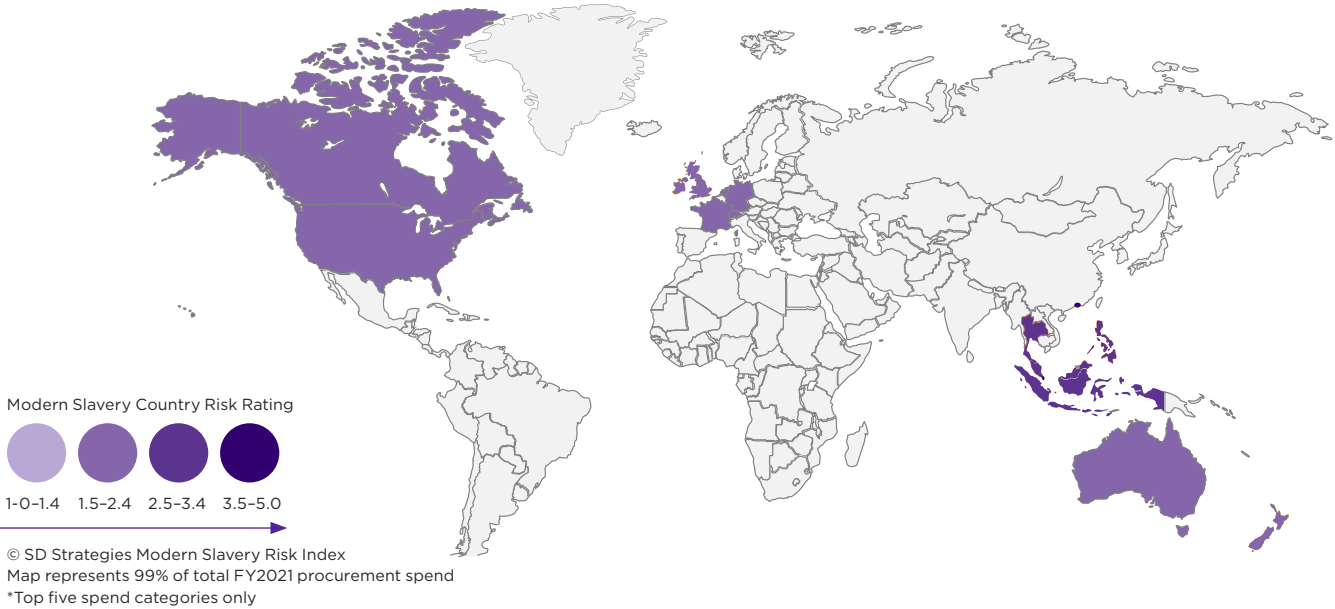 Modern Slavery Country Risk Rating
1-0–1.4 1.5–2.4 2.5–3.4 3.5–5.0
© SD Strategies Modern Slavery Risk Index
Map represents 99% of total FY2021 procurement spend
*Top five spend categories only